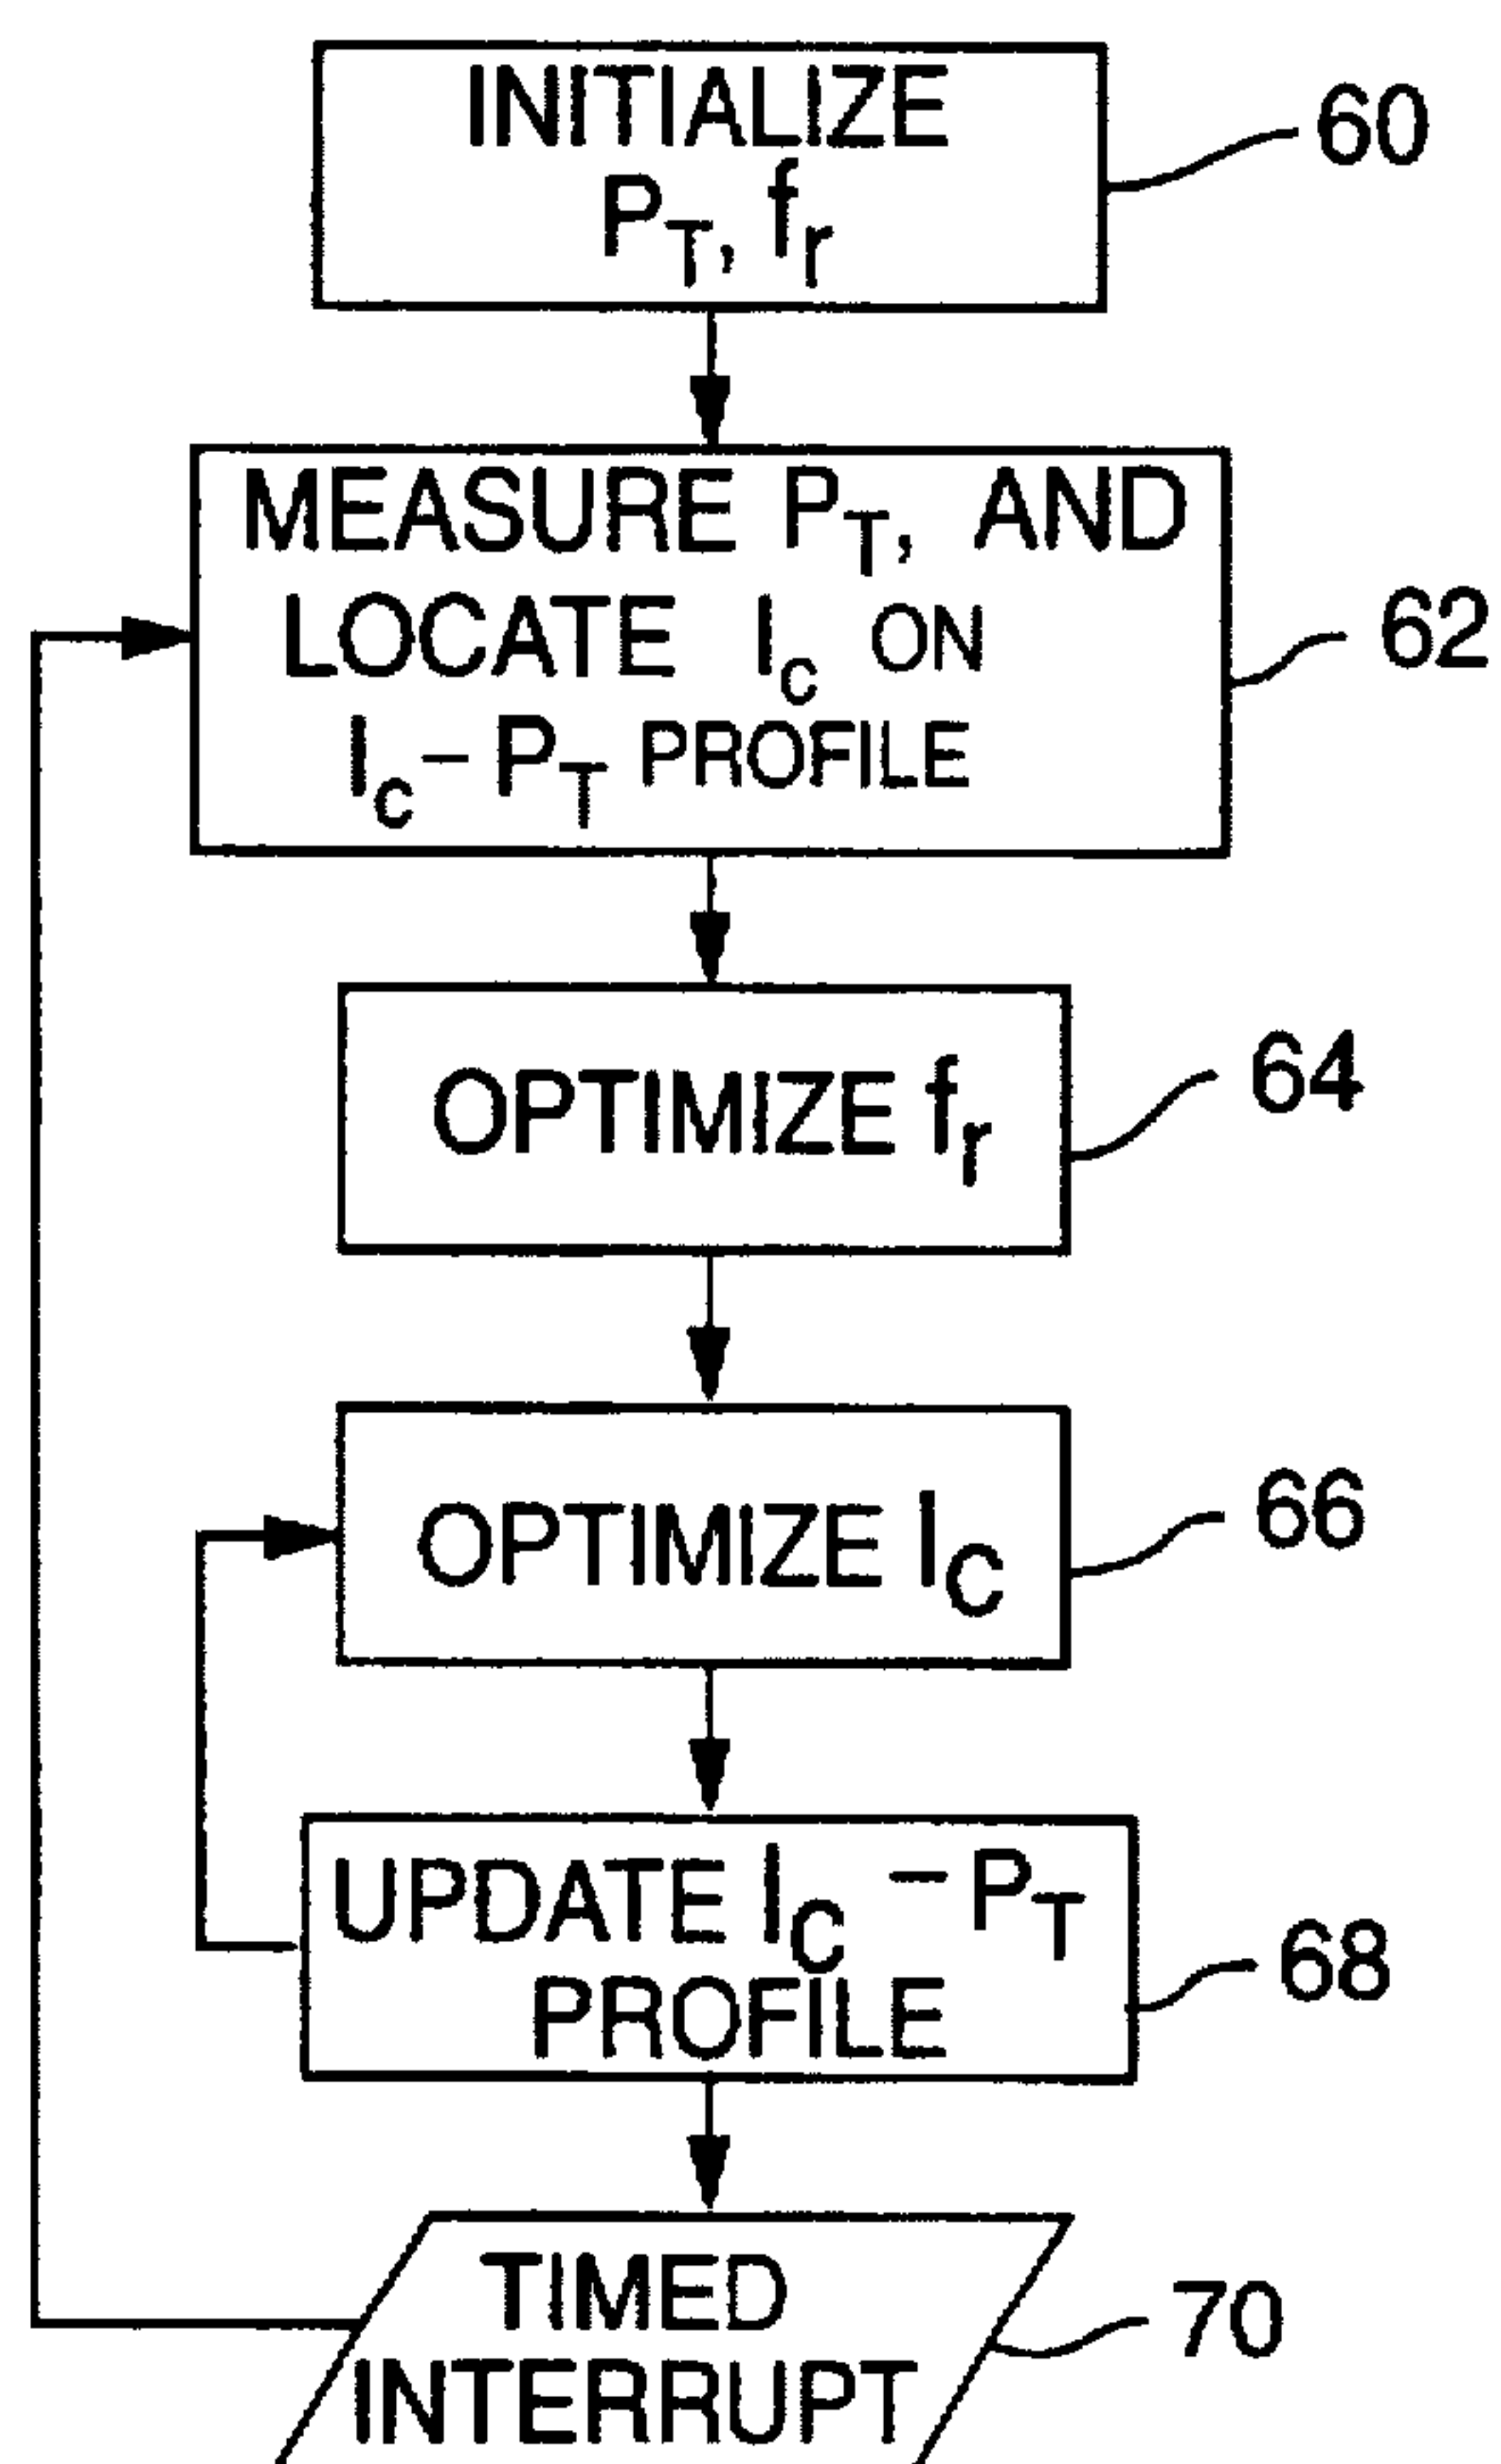 INITIALIZE
P_T, f_r
60
MEASURE P_T, AND
LOCATE I_c ON
I_c – P_T PROFILE
62
OPTIMIZE f_r
64
OPTIMIZE I_C
66
UPDATE I_C – P_T
PROFILE
68
TIMED
INTERRUPT
70